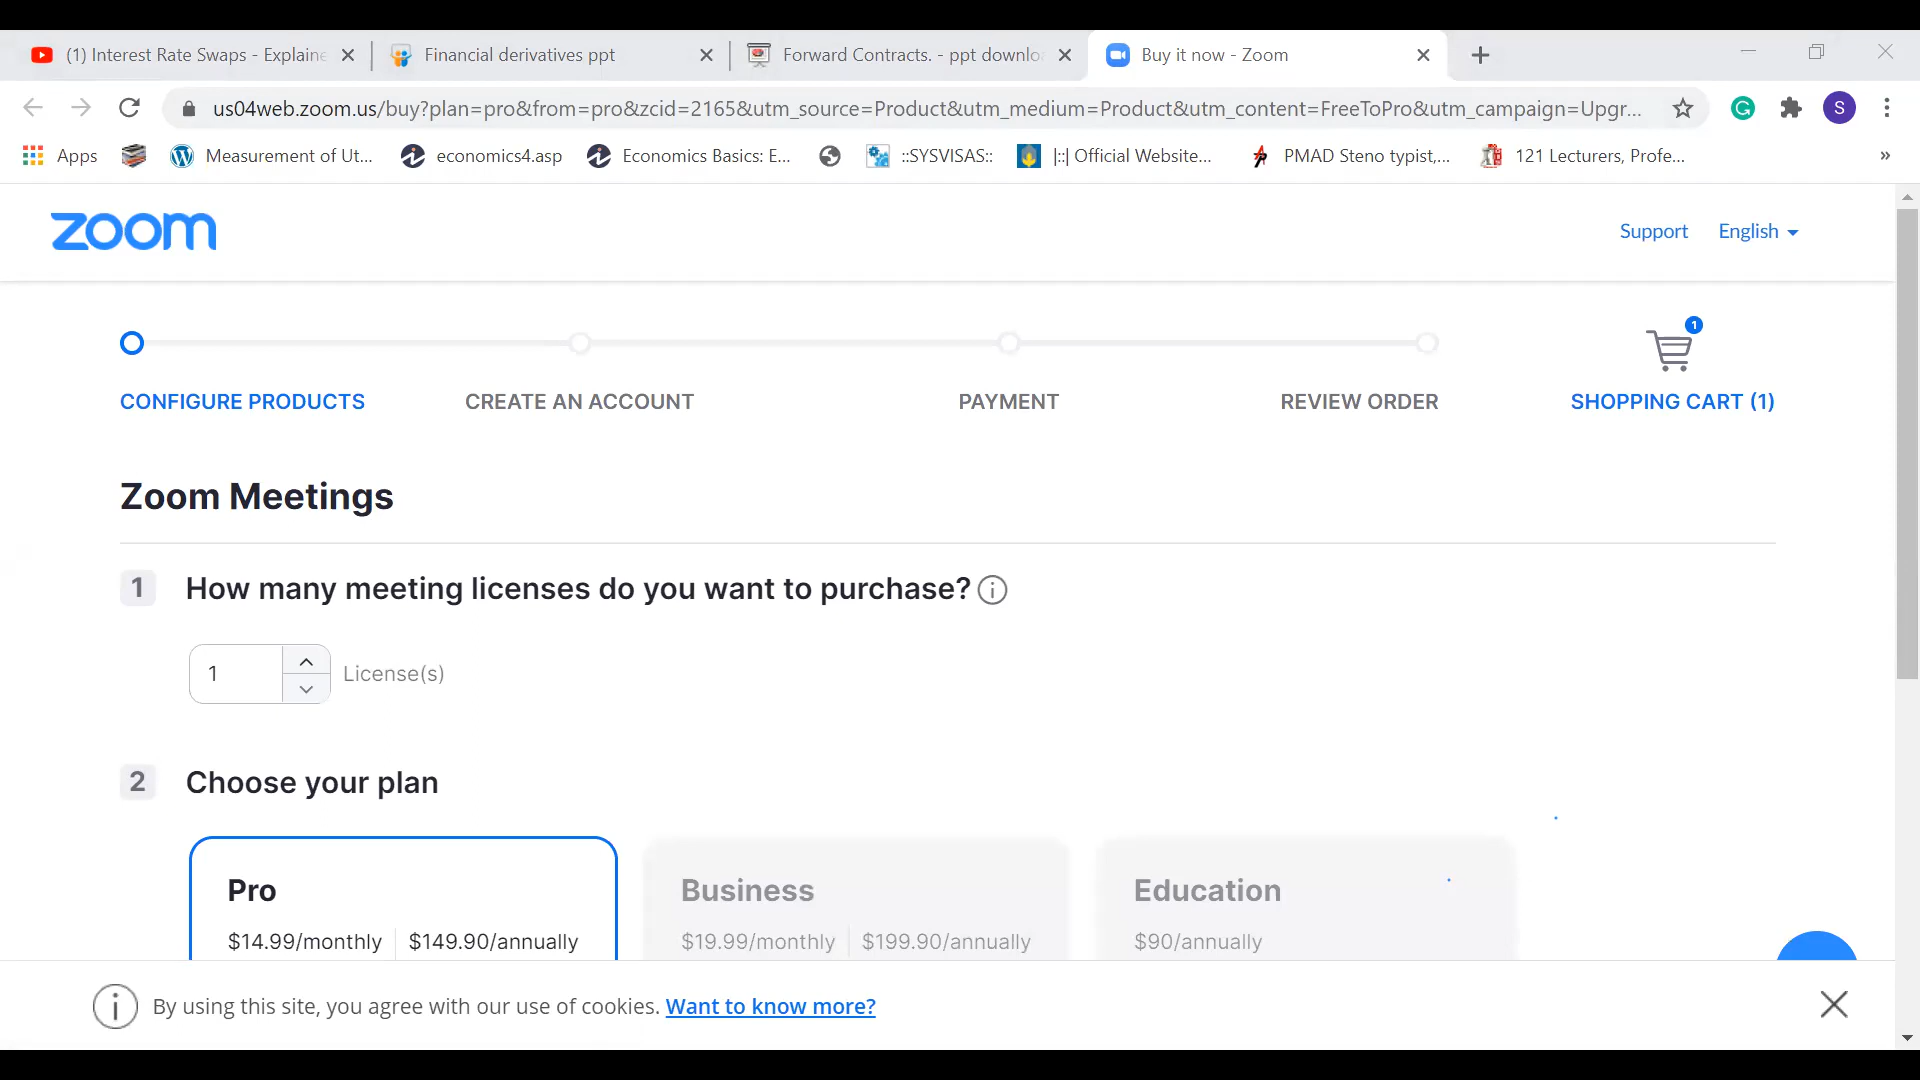 (1) Interest Rate Swaps - Explaine
Financial derivatives ppt
Forward Contracts. - ppt downlo
Buy it now - Zoom
us04web.zoom.us/buy?plan=pro&from=pro&zcid=2165&utm_source=Product&utm_medium=Product&utm_content=FreeToPro&utm_campaign=Upgr...
S
Apps
Measurement of Ut...
economics4.asp
Economics Basics: E...
::SYSVISAS::
|::| Official Website...
PMAD Steno typist,...
121 Lecturers, Profe...
»
zoom
Support
English
1
CONFIGURE PRODUCTS
CREATE AN ACCOUNT
PAYMENT
REVIEW ORDER
SHOPPING CART (1)
Zoom Meetings
1 How many meeting licenses do you want to purchase?
1 License(s)
2 Choose your plan
Pro
$14.99/monthly $149.90/annually
Business
$19.99/monthly $199.90/annually
Education
$90/annually
By using this site, you agree with our use of cookies. Want to know more?